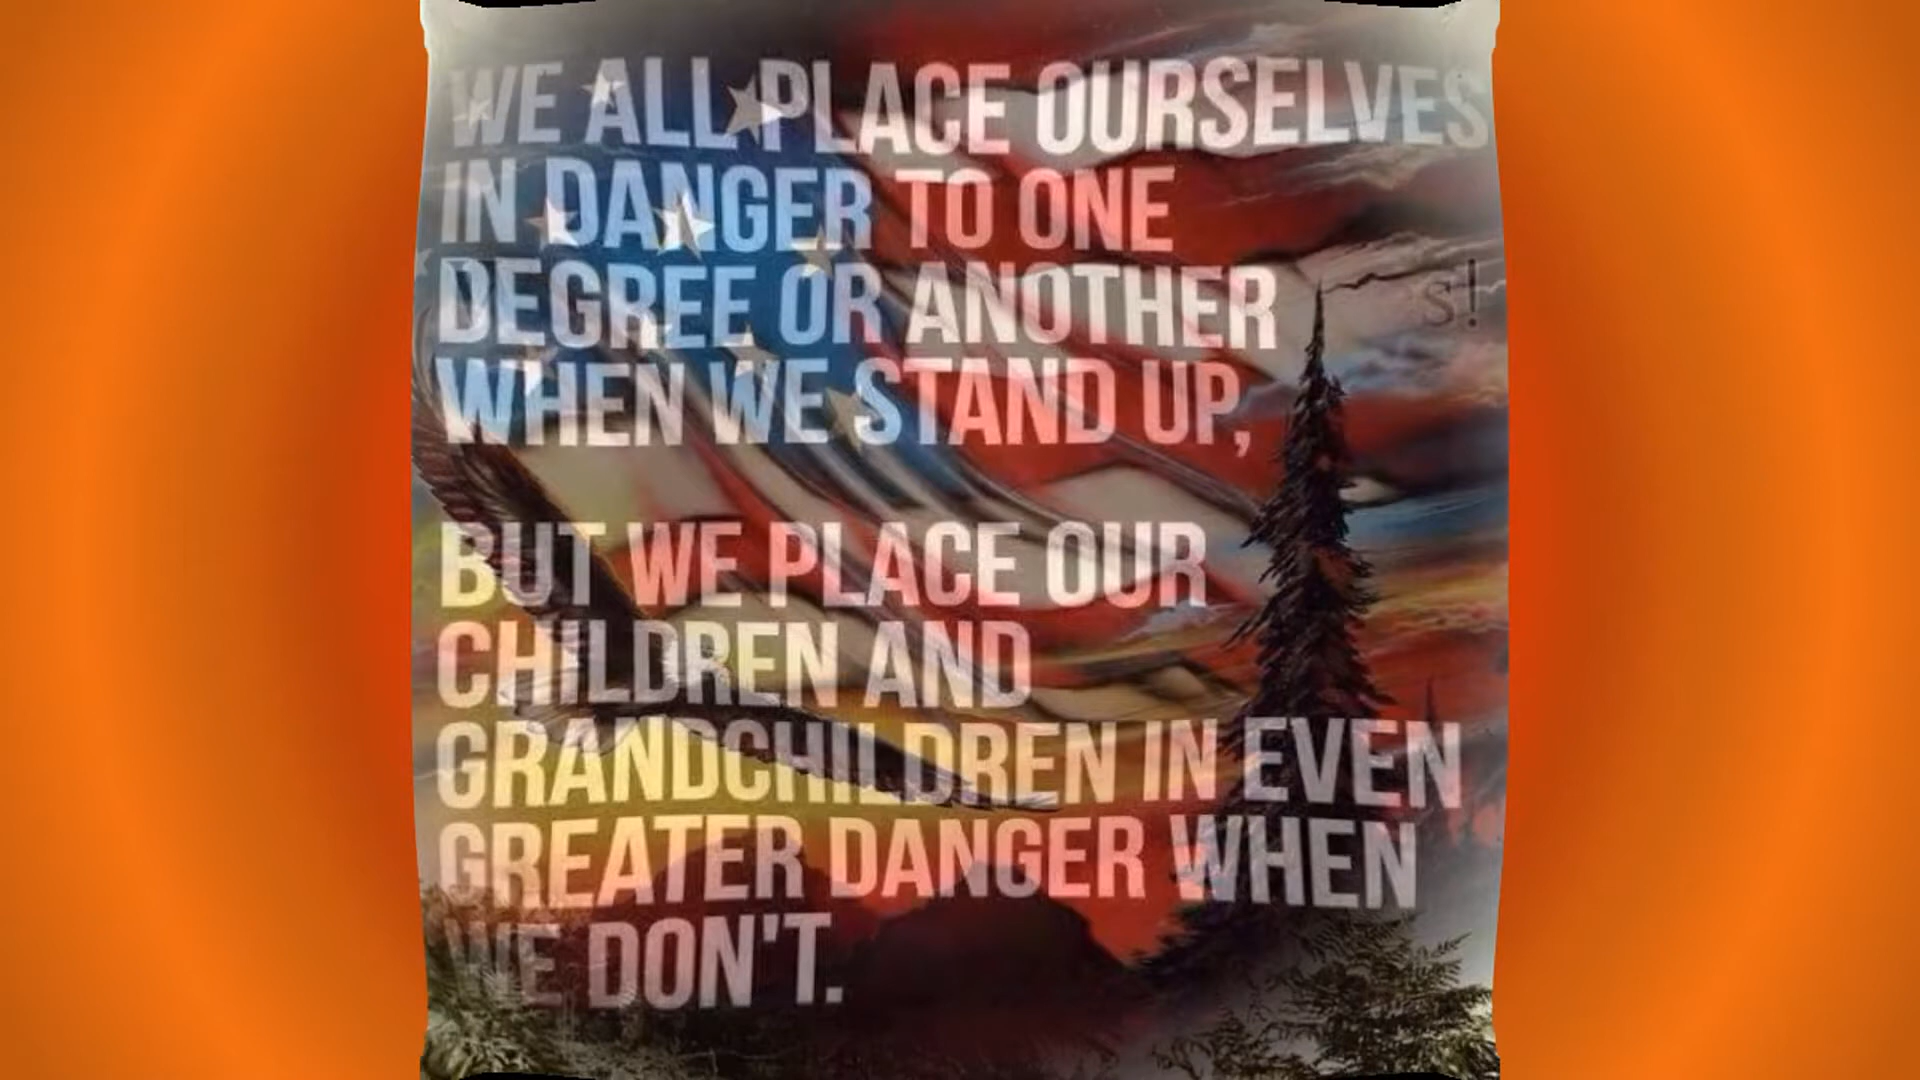 WE ALL PLACE OURSELVES
IN DANGER TO ONE
DEGREE OR ANOTHER
s!
WHEN WE STAND UP,
BUT WE PLACE OUR
CHILDREN AND
GRANDCHILDREN IN EVEN
GREATER DANGER WHEN
WE DON'T.